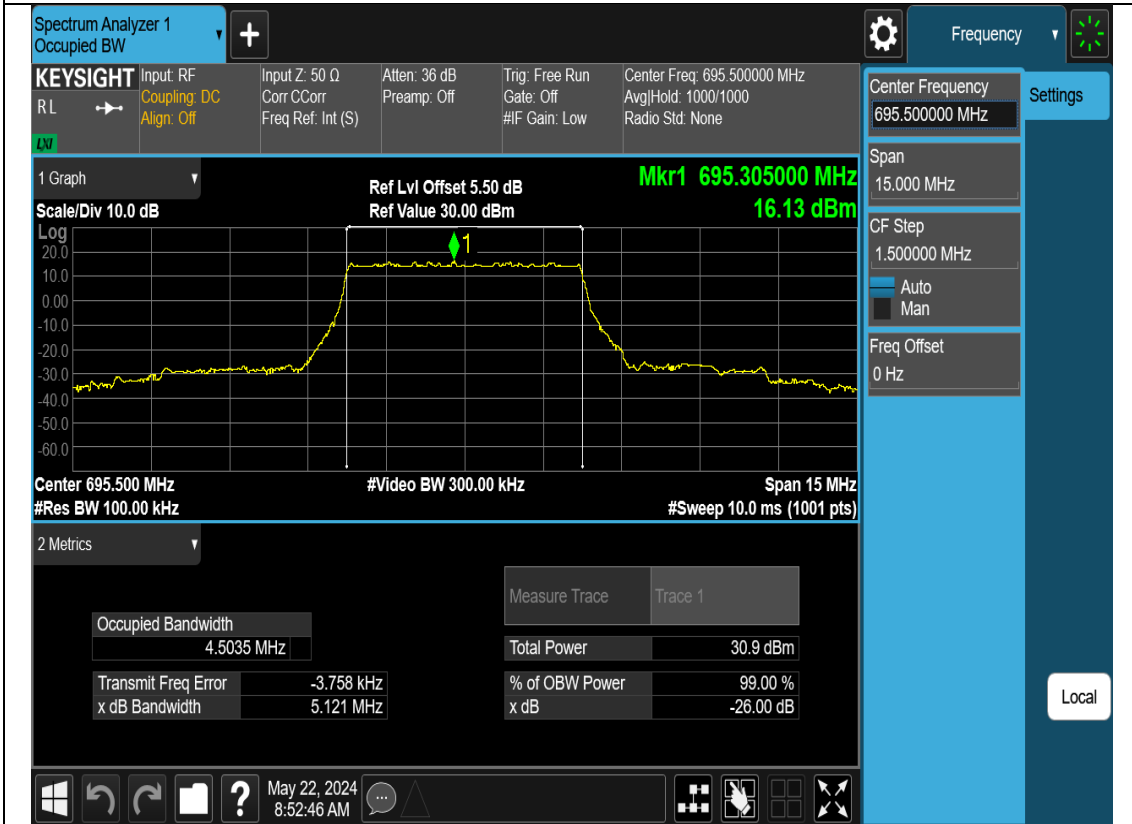 Spectrum Analyzer 1
Occupied BW
+
Frequency
KEYSIGHT
RL
LXI
Input: RF
Coupling: DC
Align: Off
Input Z: 50 Ω
Corr CCorr
Freq Ref: Int (S)
Atten: 36 dB
Preamp: Off
Trig: Free Run
Gate: Off
#IF Gain: Low
Center Freq: 695.500000 MHz
Avg|Hold: 1000/1000
Radio Std: None
Center Frequency
695.500000 MHz
Settings
Span
15.000 MHz
CF Step
1.500000 MHz
Auto
Man
Freq Offset
0 Hz
Local
1 Graph
Scale/Div 10.0 dB
Ref Lvl Offset 5.50 dB
Ref Value 30.00 dBm
Mkr1 695.305000 MHz
16.13 dBm
Log
1
20.0
10.0
0.00
-10.0
-20.0
-30.0
-40.0
-50.0
-60.0
Center 695.500 MHz
#Video BW 300.00 kHz
Span 15 MHz
#Res BW 100.00 kHz
#Sweep 10.0 ms (1001 pts)
2 Metrics
Measure Trace
Trace 1
Occupied Bandwidth
4.5035 MHz
Total Power
30.9 dBm
Transmit Freq Error
-3.758 kHz
% of OBW Power
99.00 %
x dB Bandwidth
5.121 MHz
x dB
-26.00 dB
?
May 22, 2024
8:52:46 AM